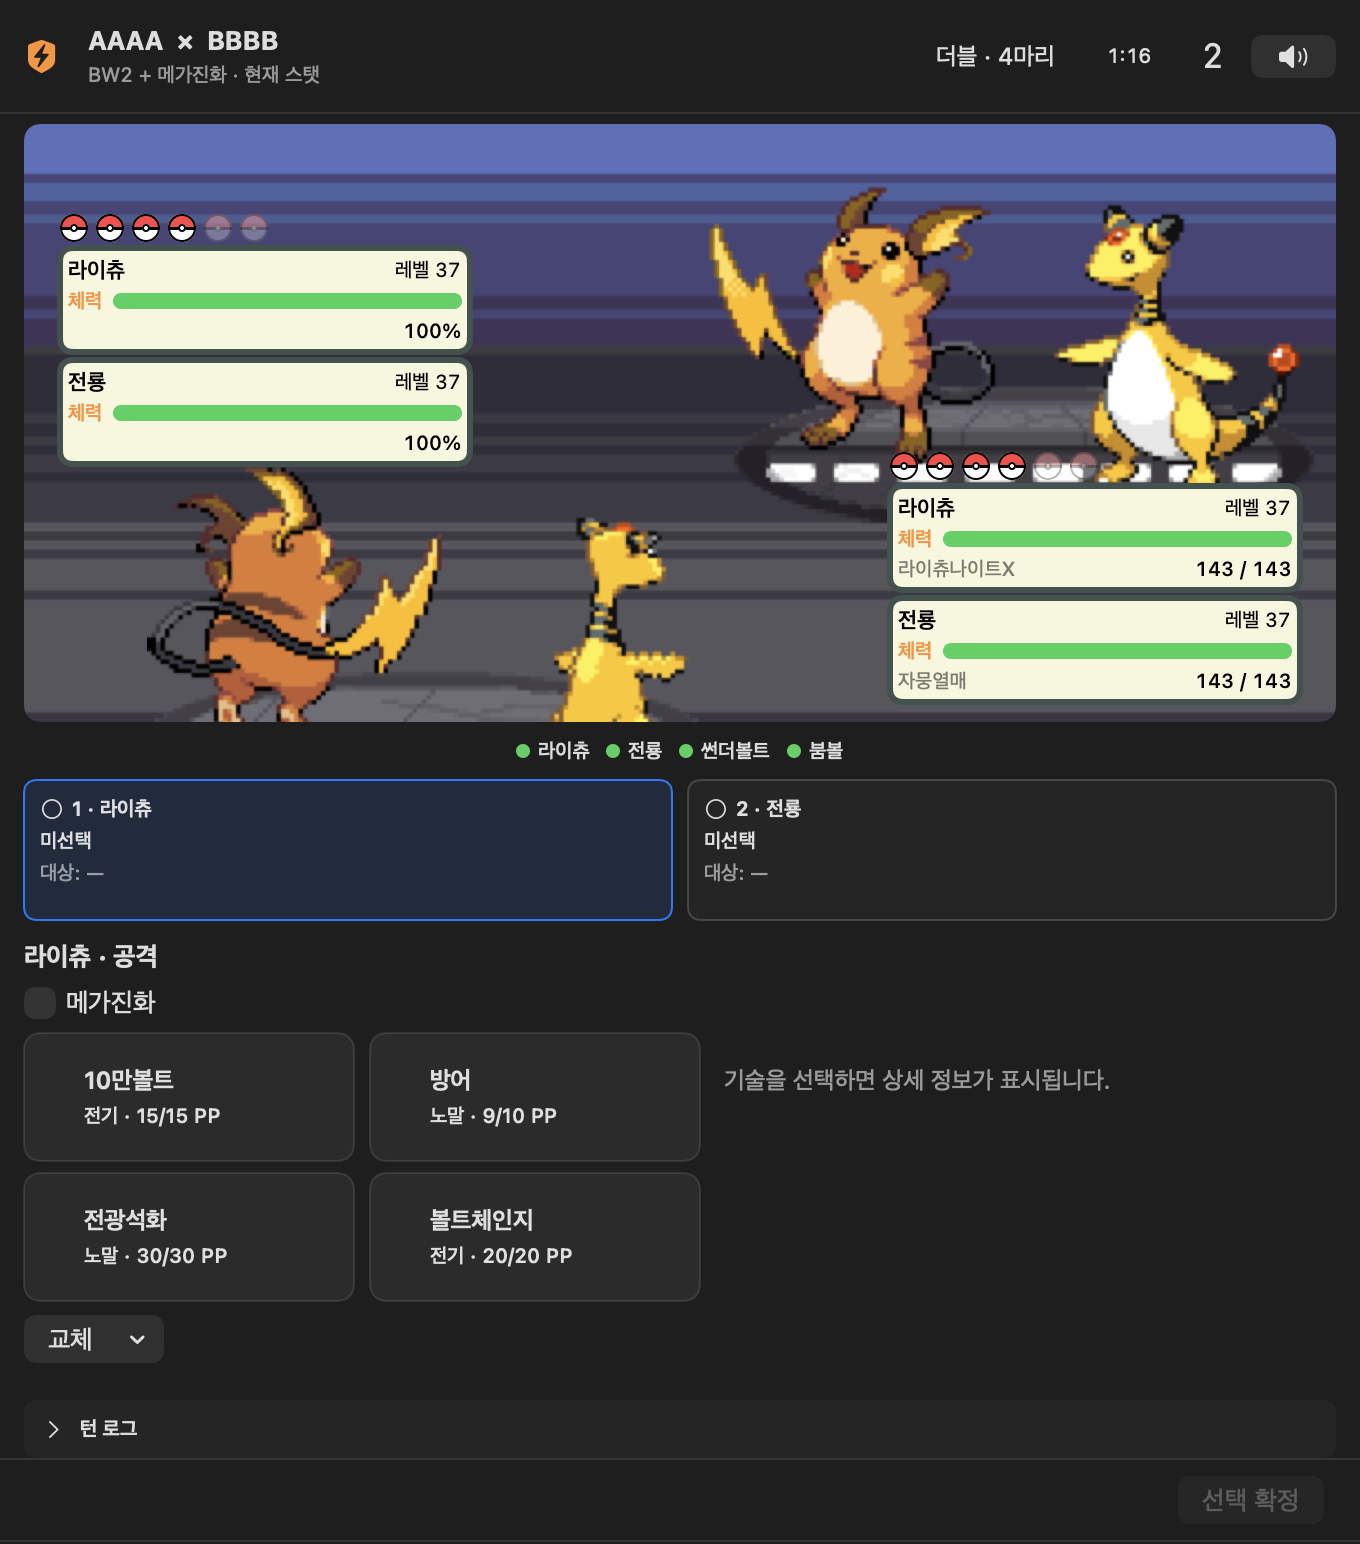 AAAA × BBBB
BW2 + 메가진화 · 현재 스탯
더블 · 4마리
1:16
2
라이츄 레벨 37
체력
100%
전룡 레벨 37
체력
100%
라이츄 레벨 37
체력
라이츄나이트X 143 / 143
전룡 레벨 37
체력
자뭉열매 143 / 143
라이츄 전룡 썬더볼트 붐볼
1 · 라이츄
미선택
대상: —
2 · 전룡
미선택
대상: —
라이츄 · 공격
메가진화
10만볼트
전기 · 15/15 PP
방어
노말 · 9/10 PP
기술을 선택하면 상세 정보가 표시됩니다.
전광석화
노말 · 30/30 PP
볼트체인지
전기 · 20/20 PP
교체
턴 로그
선택 확정